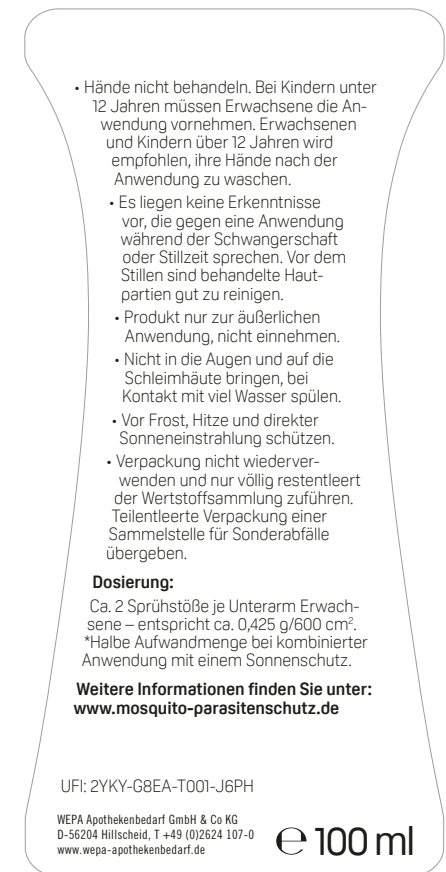 • Hände nicht behandeln. Bei Kindern unter
12 Jahren müssen Erwachsene die An-
wendung vornehmen. Erwachsenen
und Kindern über 12 Jahren wird
empfohlen, ihre Hände nach der
Anwendung zu waschen.
• Es liegen keine Erkenntnisse
vor, die gegen eine Anwendung
während der Schwangerschaft
oder Stillzeit sprechen. Vor dem
Stillen sind behandelte Haut-
partien gut zu reinigen.
• Produkt nur zur äußerlichen
Anwendung, nicht einnehmen.
• Nicht in die Augen und auf die
Schleimhäute bringen, bei
Kontakt mit viel Wasser spülen.
• Vor Frost, Hitze und direkter
Sonneneinstrahlung schützen.
• Verpackung nicht wiederver-
wenden und nur völlig restentleert
der Wertstoffsammlung zuführen.
Teilentleerte Verpackung einer
Sammelstelle für Sonderabfälle
übergeben.
Dosierung:
Ca. 2 Sprühstöße je Unterarm Erwach-
sene – entspricht ca. 0,425 g/600 cm².
*Halbe Aufwandmenge bei kombinierter
Anwendung mit einem Sonnenschutz.
Weitere Informationen finden Sie unter:
www.mosquito-parasitenschutz.de
UFI: 2YKY-G8EA-T001-J6PH
WEPA Apothekenbedarf GmbH & Co KG
D-56204 Hillscheid, T +49 (0)2624 107-0
www.wepa-apothekenbedarf.de
℮ 100 ml